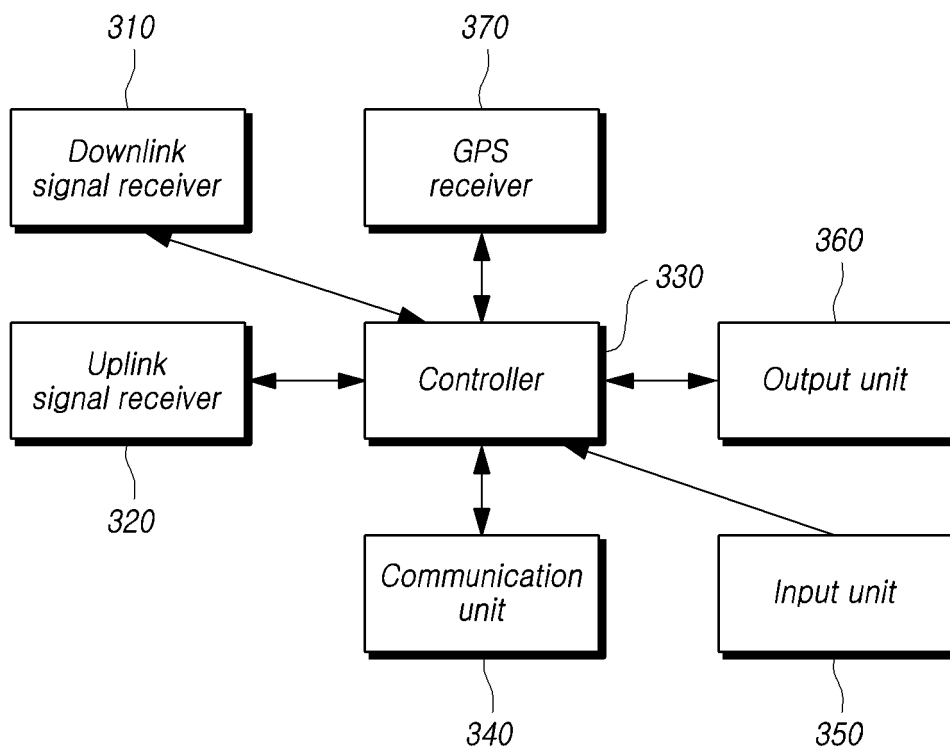 310
370
Downlink
signal receiver
GPS
receiver
360
330
Uplink
signal receiver
Controller
Output unit
320
Communication
unit
Input unit
340
350